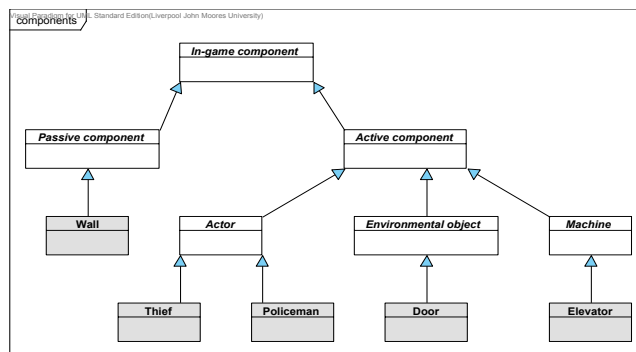 Visual Paradigm for UML Standard Edition(Liverpool John Moores University)
components
In-game component
Passive component
Active component
Wall
Actor
Environmental object
Machine
Thief
Policeman
Door
Elevator